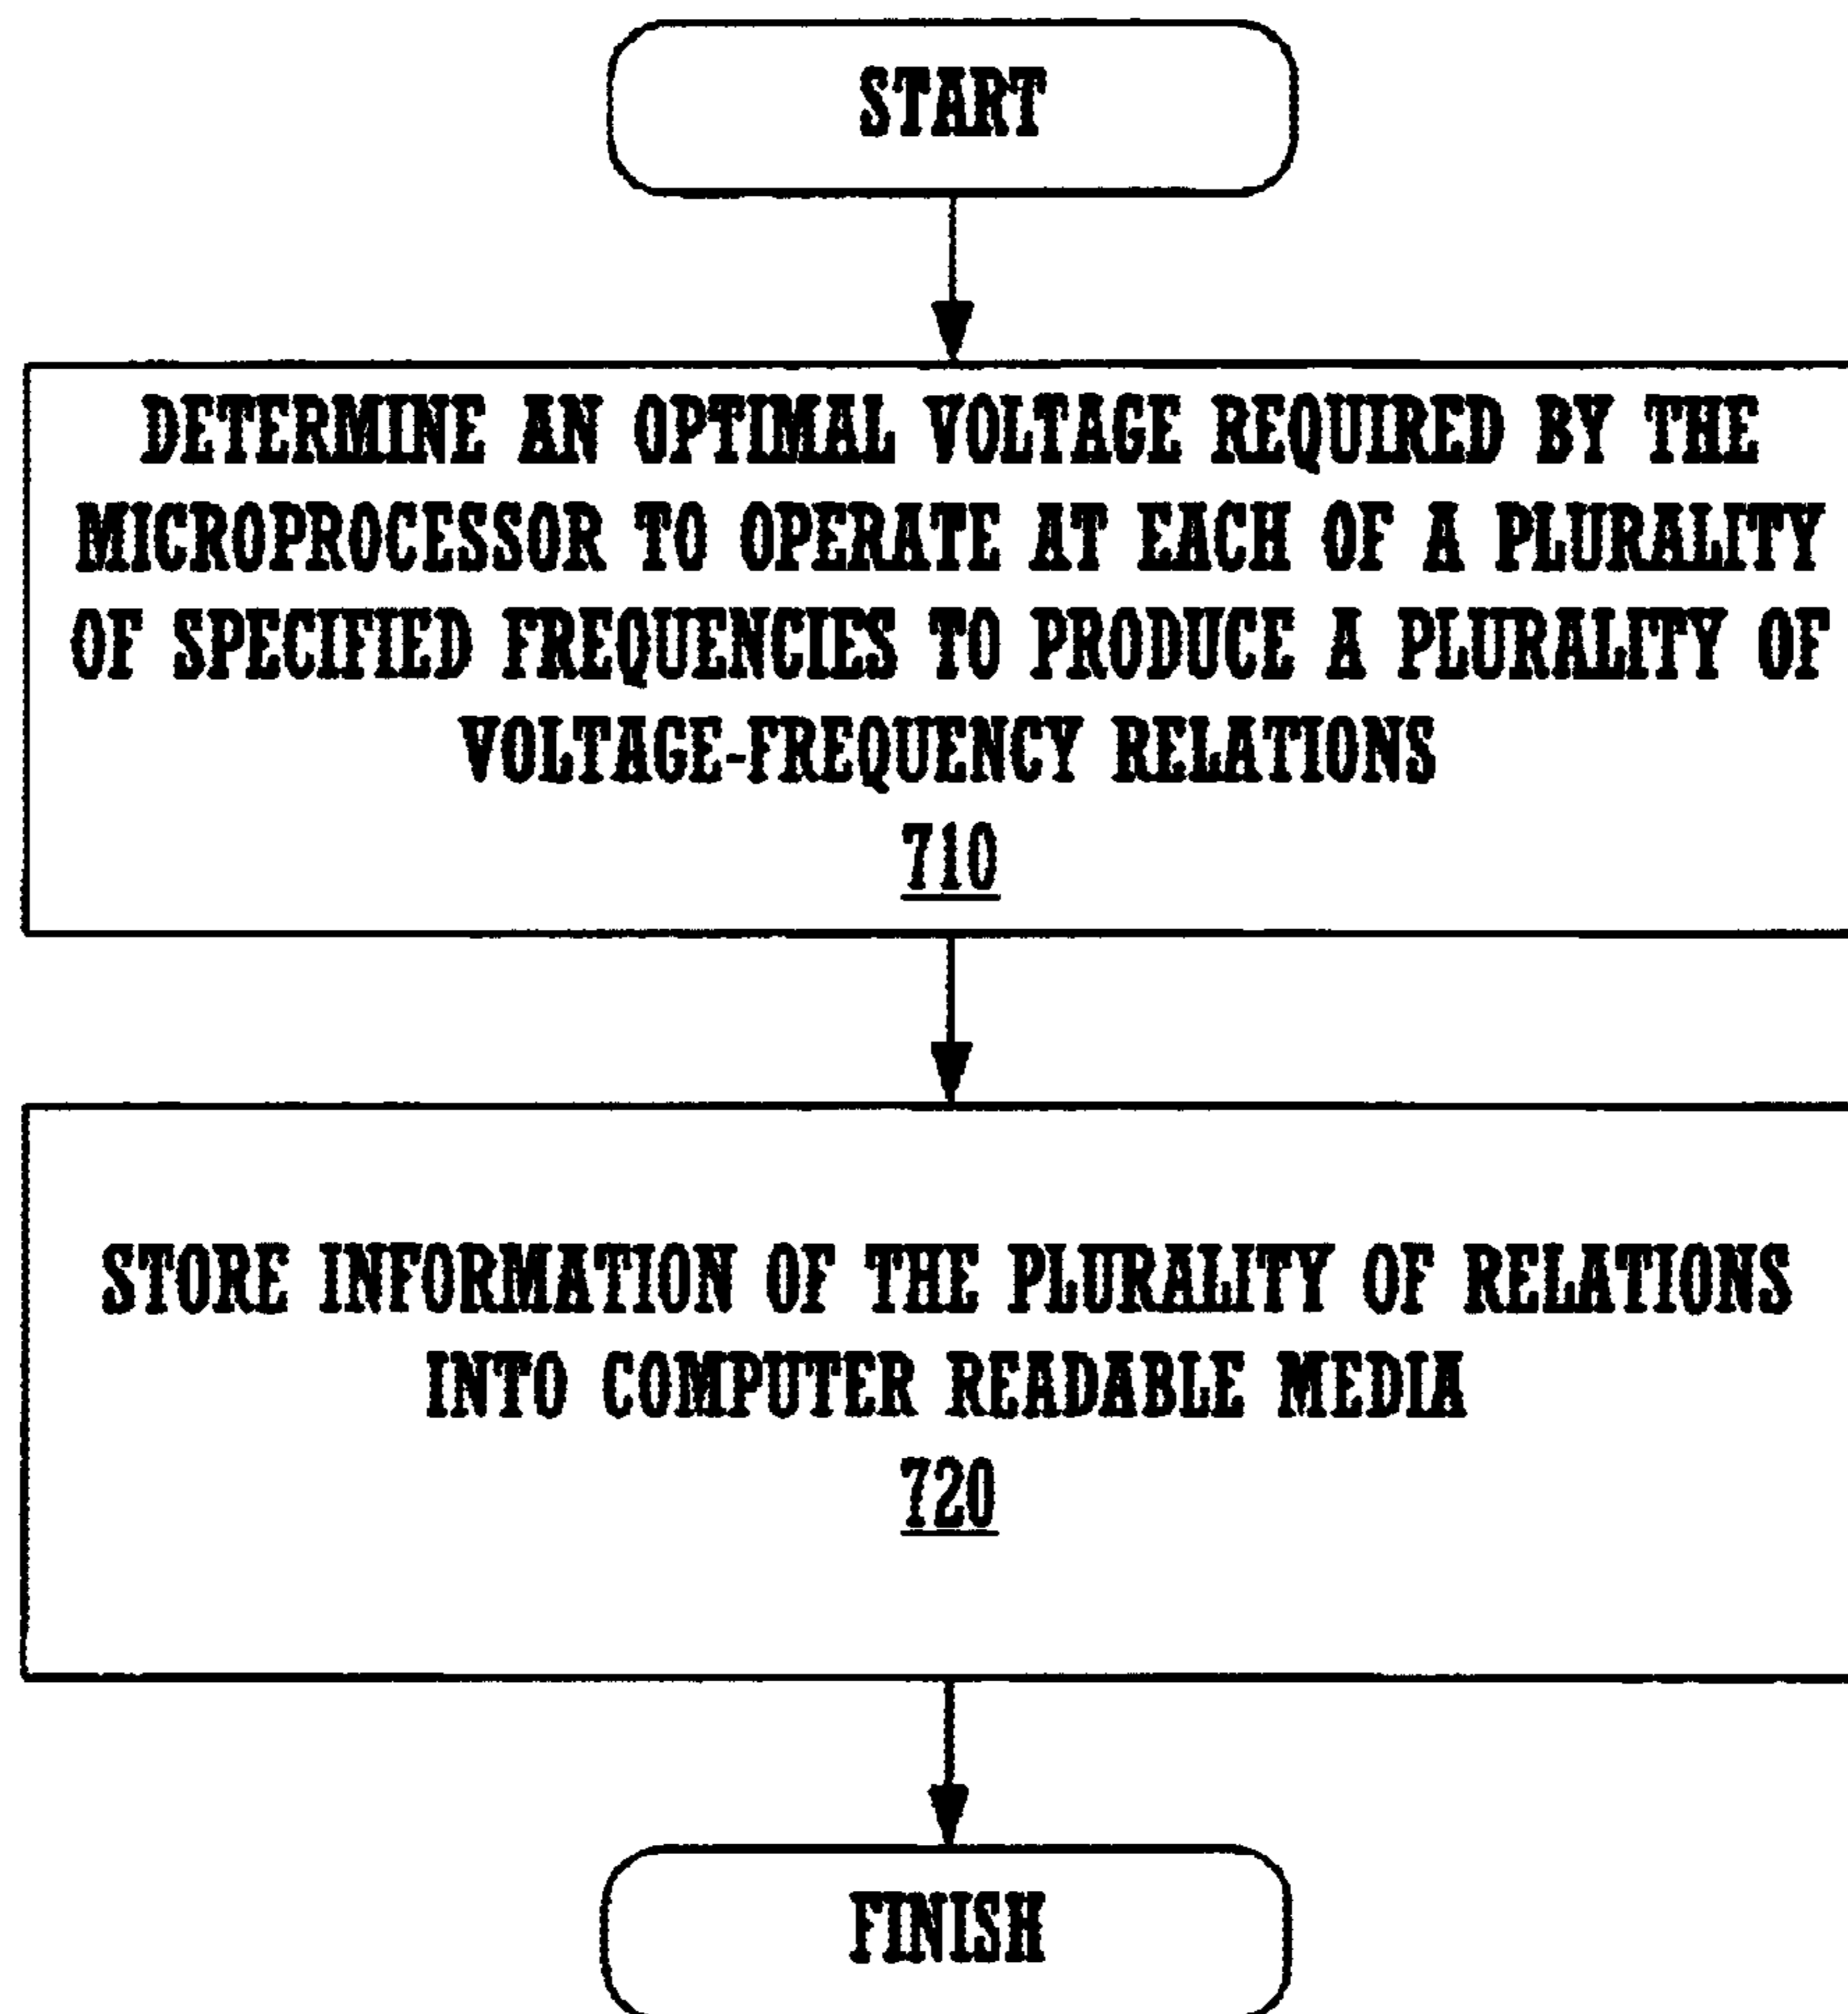 START
DETERMINE AN OPTIMAL VOLTAGE REQUIRED BY THE
MICROPROCESSOR TO OPERATE AT EACH OF A PLURALITY
OF SPECIFIED FREQUENCIES TO PRODUCE A PLURALITY OF
VOLTAGE-FREQUENCY RELATIONS
710
STORE INFORMATION OF THE PLURALITY OF RELATIONS
INTO COMPUTER READABLE MEDIA
720
FINISH